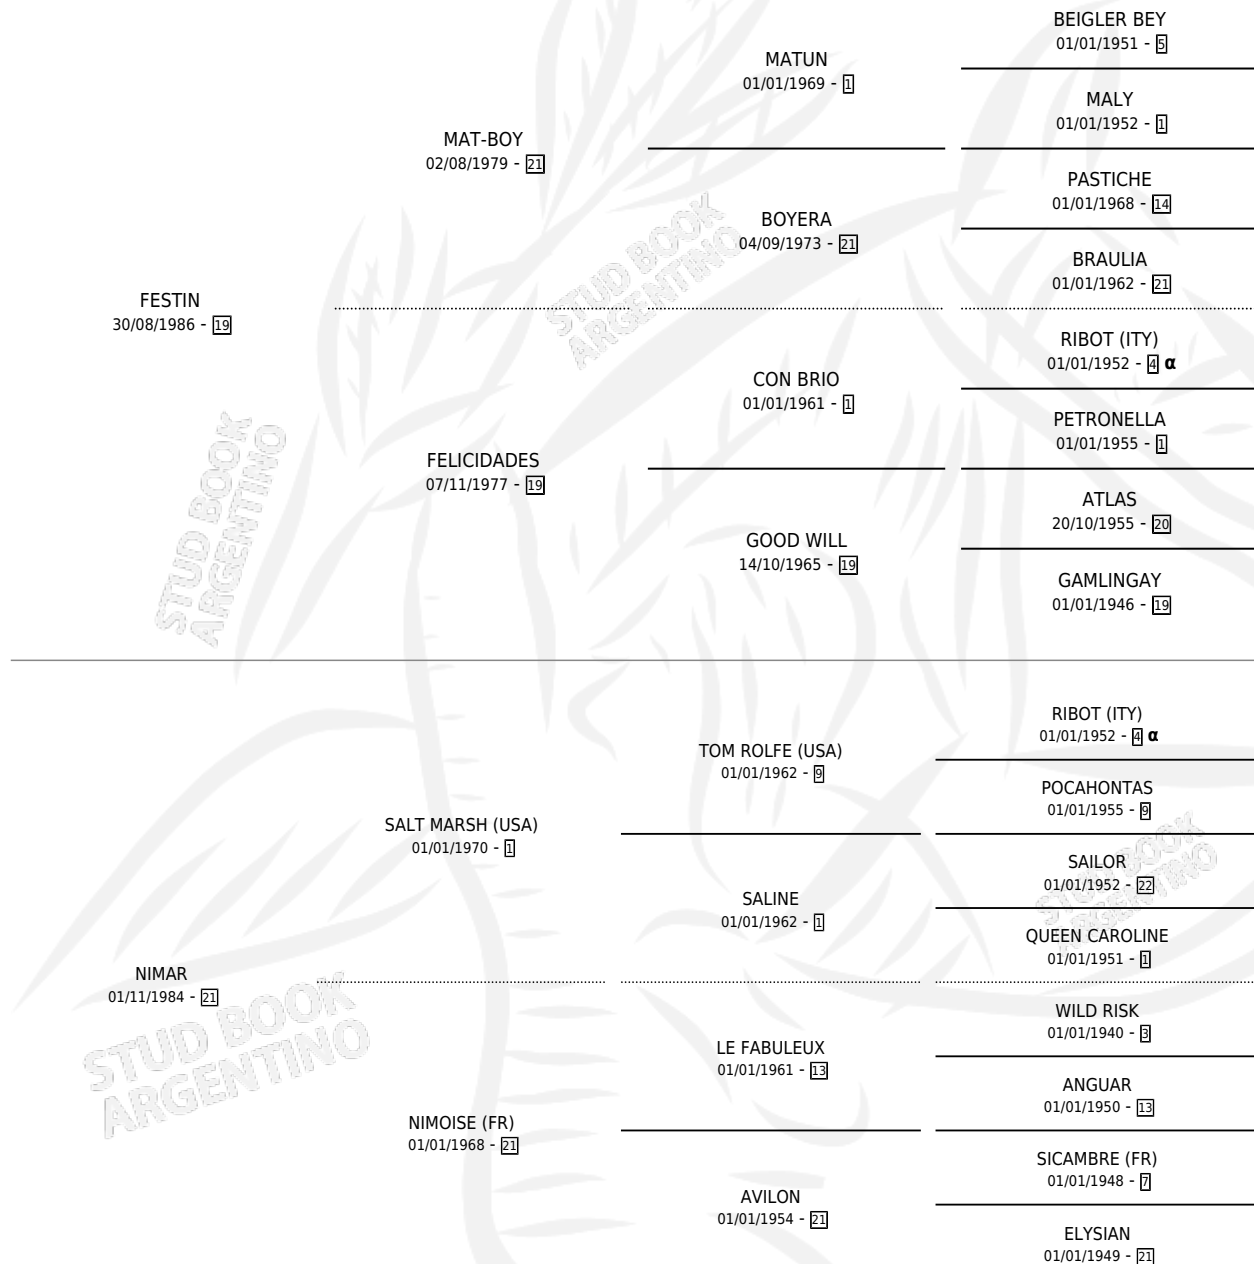 BEIGLER BEY
01/01/1951 - 5
MATUN
01/01/1969 - 1
MALY
01/01/1952 - 1
MAT-BOY
02/08/1979 - 21
PASTICHE
01/01/1968 - 14
BOYERA
04/09/1973 - 21
BRAULIA
01/01/1962 - 21
FESTIN
30/08/1986 - 19
RIBOT (ITY)
01/01/1952 - 4 α
CON BRIO
01/01/1961 - 1
PETRONELLA
01/01/1955 - 1
FELICIDADES
07/11/1977 - 19
ATLAS
20/10/1955 - 20
GOOD WILL
14/10/1965 - 19
GAMLINGAY
01/01/1946 - 19
STUD BOOK
ARGENTINO
STUD BOOK
ARGENTINO
RIBOT (ITY)
01/01/1952 - 4 α
TOM ROLFE (USA)
01/01/1962 - 9
POCAHONTAS
01/01/1955 - 9
SALT MARSH (USA)
01/01/1970 - 1
SAILOR
01/01/1952 - 22
SALINE
01/01/1962 - 1
QUEEN CAROLINE
01/01/1951 - 1
NIMAR
01/11/1984 - 21
WILD RISK
01/01/1940 - 3
LE FABULEUX
01/01/1961 - 13
ANGUAR
01/01/1950 - 13
NIMOISE (FR)
01/01/1968 - 21
SICAMBRE (FR)
01/01/1948 - 7
AVILON
01/01/1954 - 21
ELYSIAN
01/01/1949 - 21
STUD BOOK
ARGENTINO
STUD BOOK
ARGENTINO